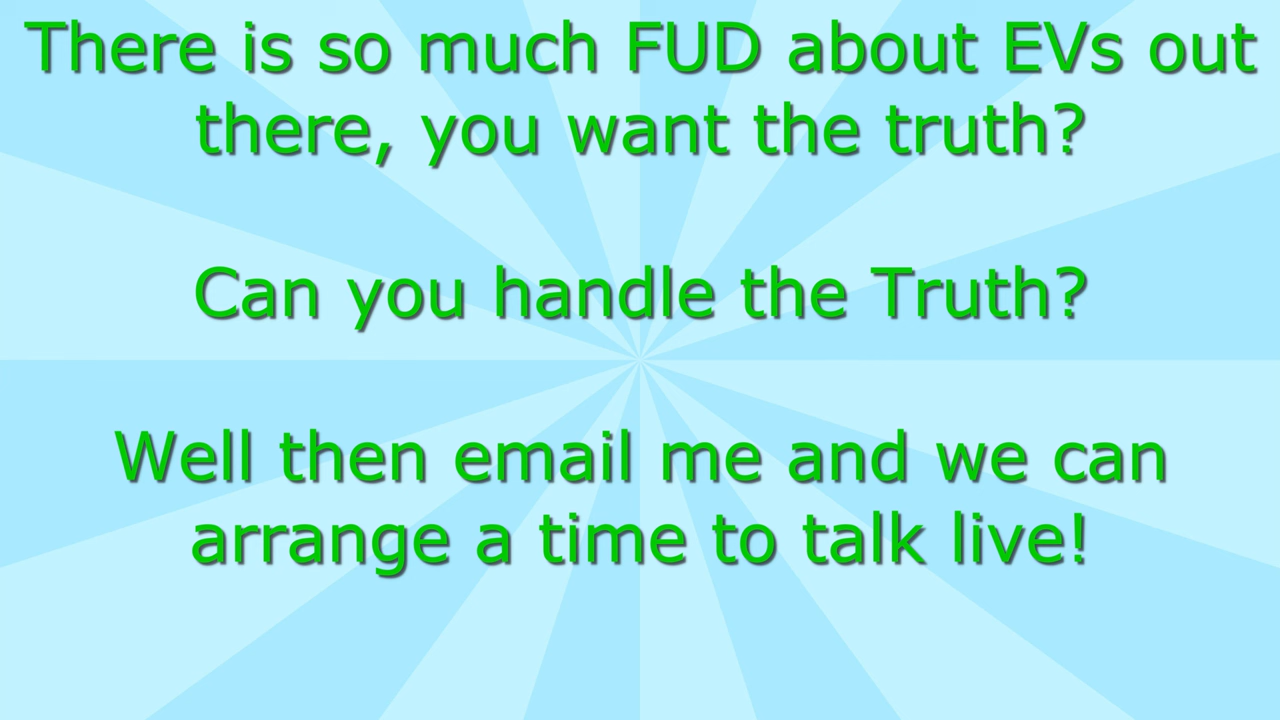 There is so much FUD about EVs out
there, you want the truth?
Can you handle the Truth?
Well then email me and we can
arrange a time to talk live!